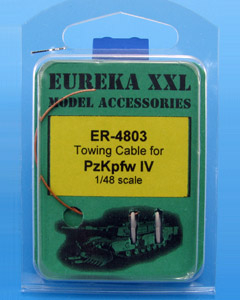 EUREKA XXL
MODEL ACCESSORIES
ER-4803
Towing Cable for
PzKpfw IV
1/48 scale